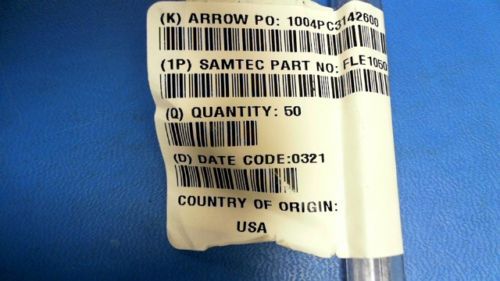 (K) ARROW PO: 1004PC3142600
(1P) SAMTEC PART NO: FLE1050
(Q) QUANTITY: 50
(D) DATE CODE:0321
COUNTRY OF ORIGIN:
USA